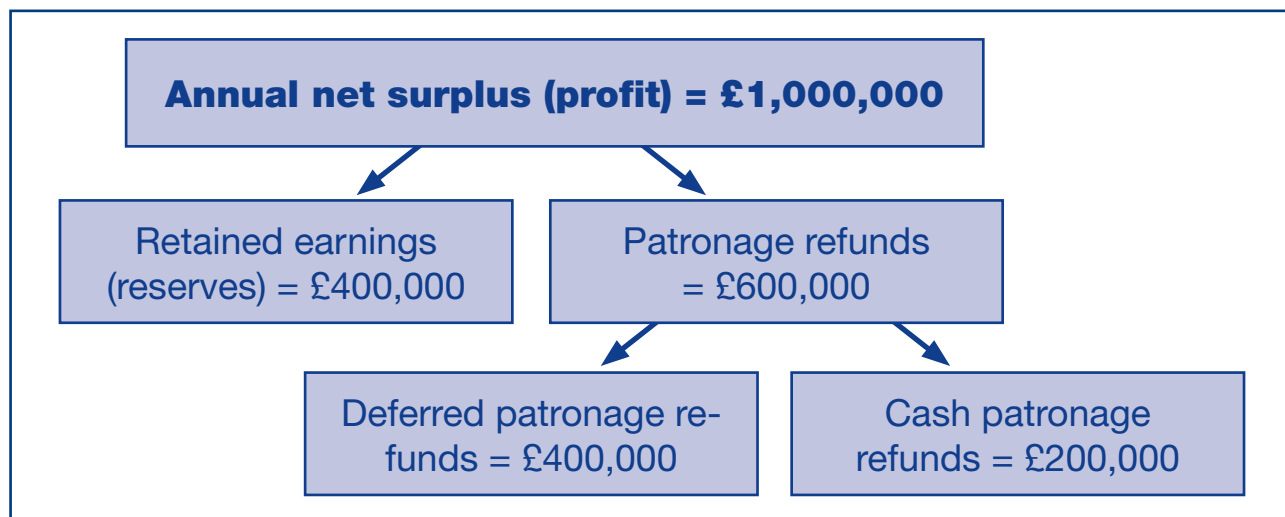 Annual net surplus (profit) = £1,000,000
Retained earnings
(reserves) = £400,000
Patronage refunds
= £600,000
Deferred patronage re-
funds = £400,000
Cash patronage
refunds = £200,000